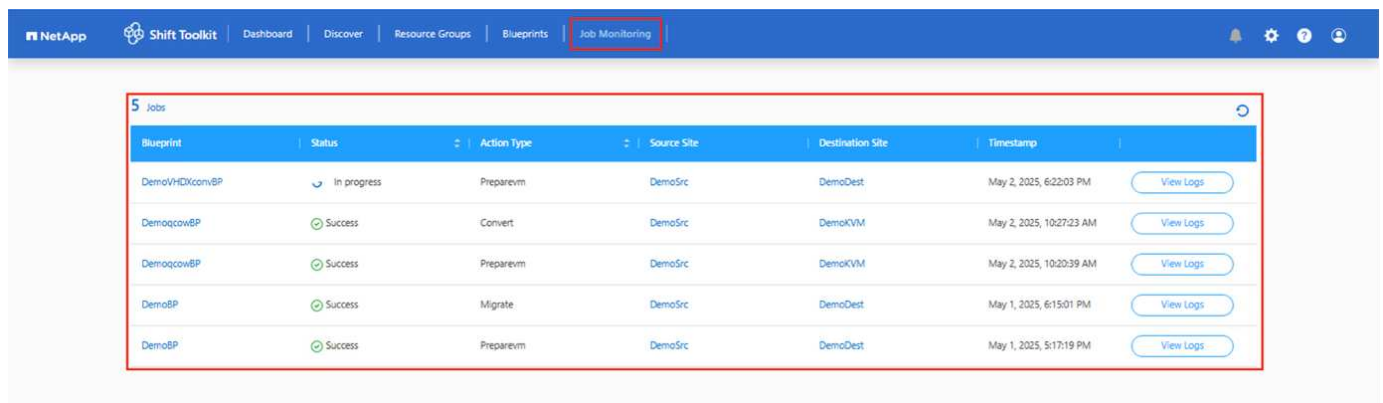 NetApp Shift Toolkit Dashboard Discover Resource Groups Blueprints Job Monitoring
5 Jobs
Blueprint Status Action Type Source Site Destination Site Timestamp
DemoVHDXconvBP In progress Preparevm DemoSrc DemoDest May 2, 2025, 6:22:03 PM View Logs
DemoqcowBP Success Convert DemoSrc DemoKVM May 2, 2025, 10:27:23 AM View Logs
DemoqcowBP Success Preparevm DemoSrc DemoKVM May 2, 2025, 10:20:39 AM View Logs
DemoBP Success Migrate DemoSrc DemoDest May 1, 2025, 6:15:01 PM View Logs
DemoBP Success Preparevm DemoSrc DemoDest May 1, 2025, 5:17:19 PM View Logs